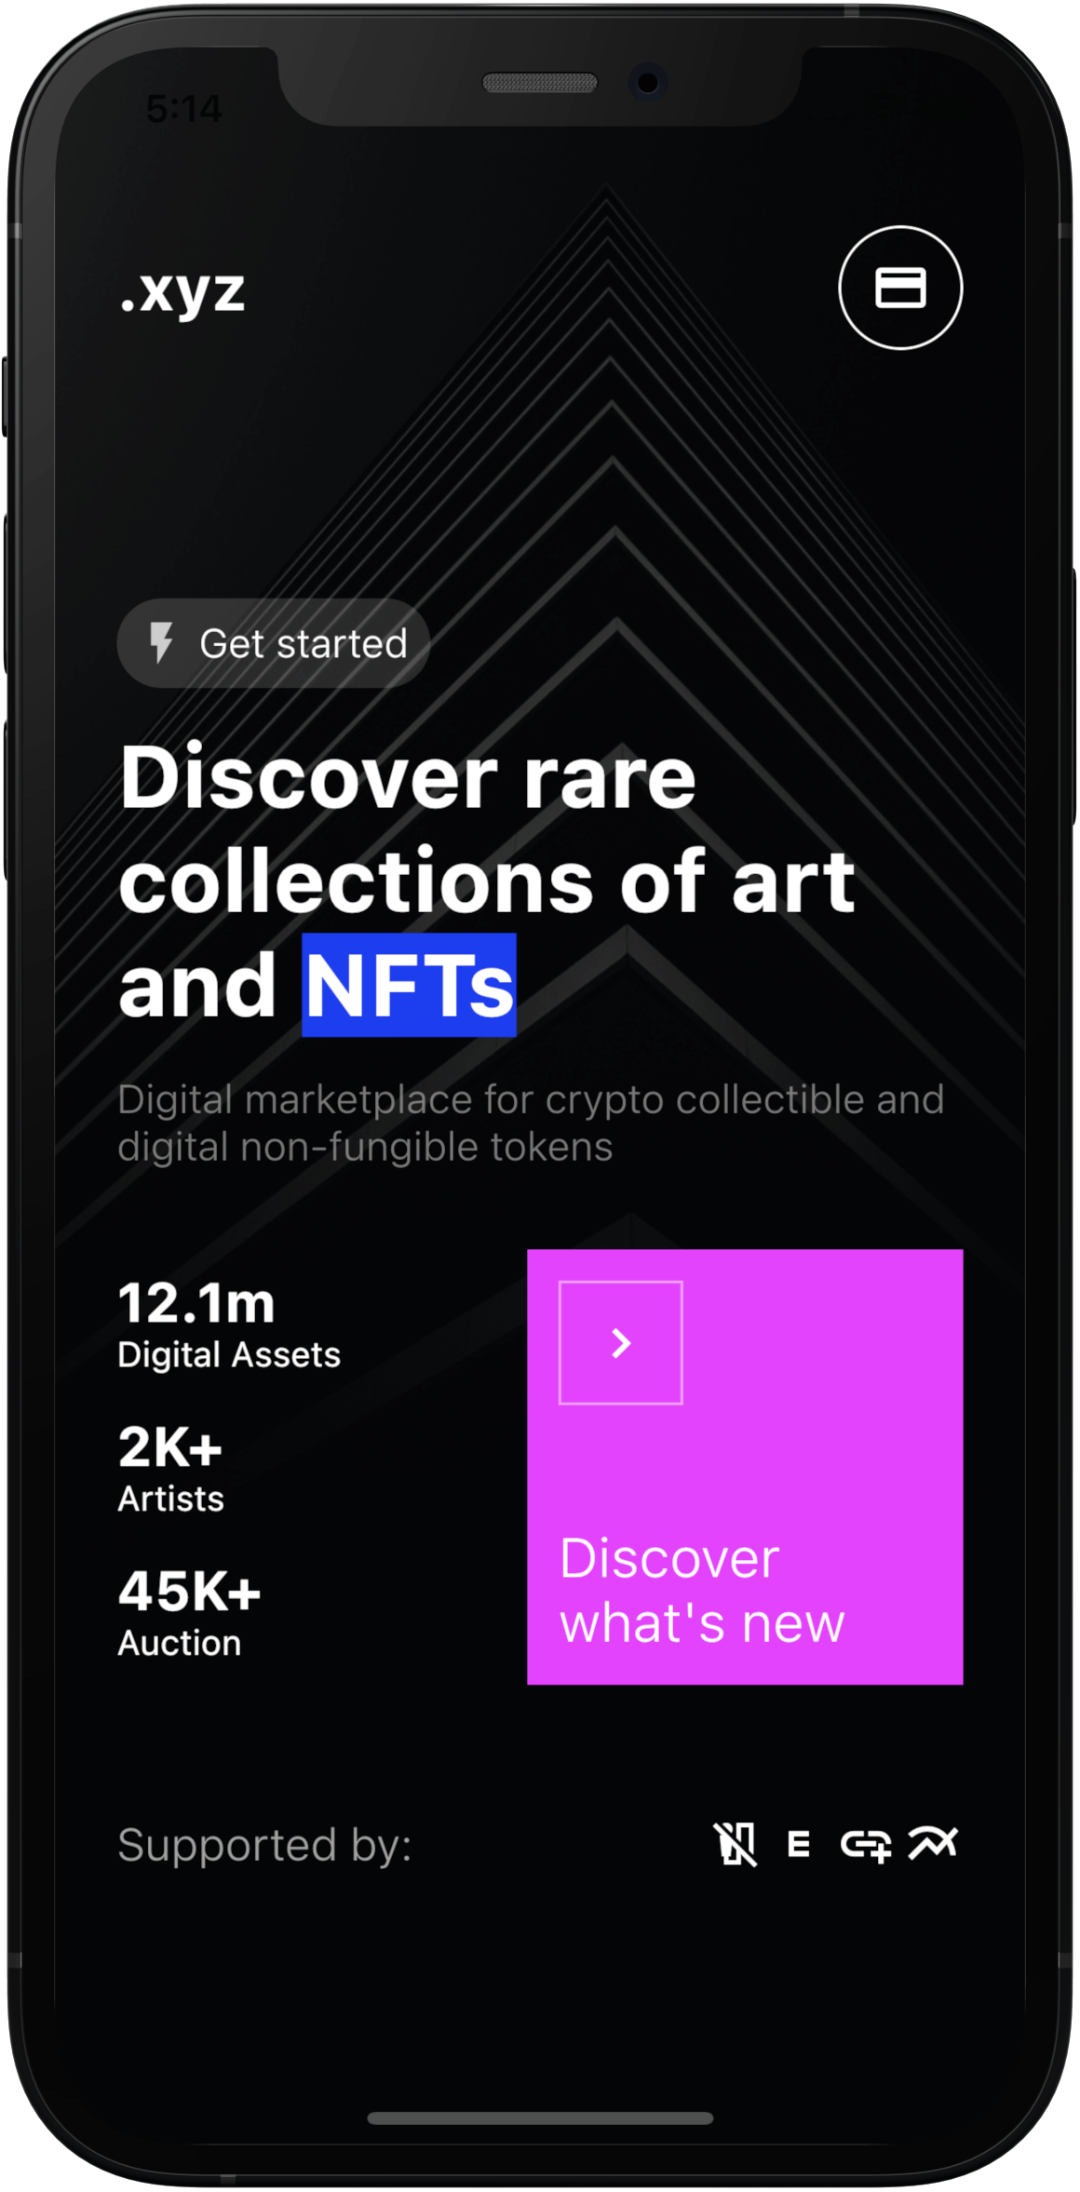 5:14
.xyz
Get started
Discover rare
collections of art
and NFTs
Digital marketplace for crypto collectible and
digital non-fungible tokens
12.1m
Digital Assets
2K+
Artists
45K+
Auction
Discover
what's new
Supported by:
E